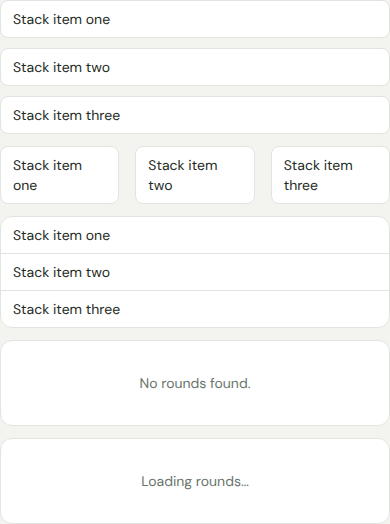 Stack item one
Stack item two
Stack item three
Stack item
one
Stack item
two
Stack item
three
Stack item one
Stack item two
Stack item three
No rounds found.
Loading rounds…